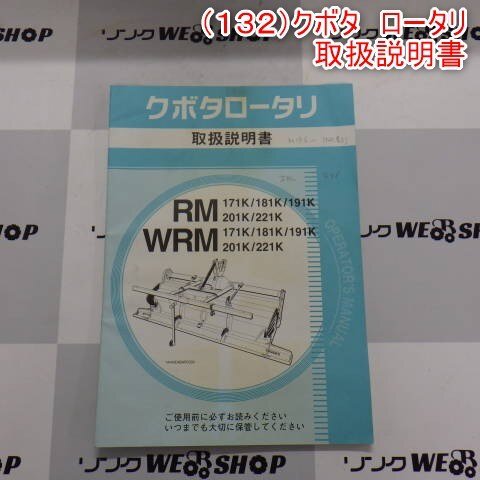 (132)クボタ ロータリ
取扱説明書
クボタロータリ
取扱説明書
RM 171K/181K/191K
201K/221K
WRM 171K/181K/191K
201K/221K
OPERATOR'S MANUAL
ご使用前に必ずお読みください
いつまでも大切に保管してください
リンク WEB SHOP